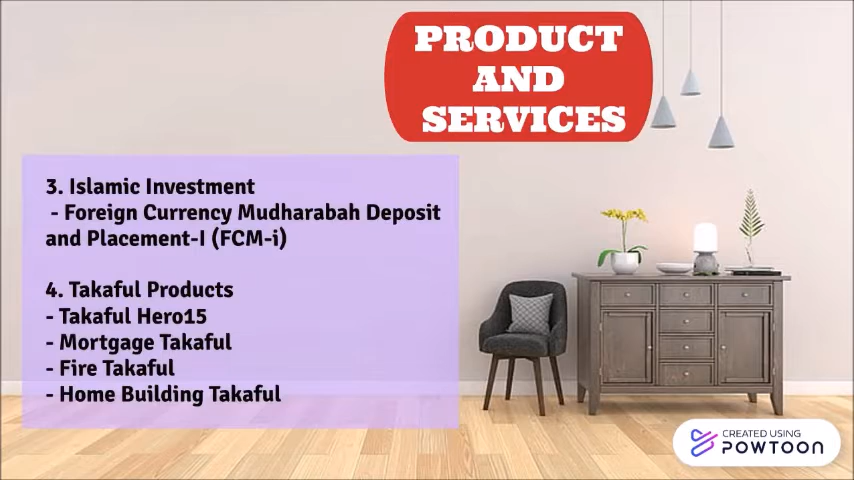 PRODUCT
AND
SERVICES
3. Islamic Investment
- Foreign Currency Mudharabah Deposit
and Placement-I (FCM-i)
4. Takaful Products
- Takaful Hero15
- Mortgage Takaful
- Fire Takaful
- Home Building Takaful
CREATED USING
POWTOON